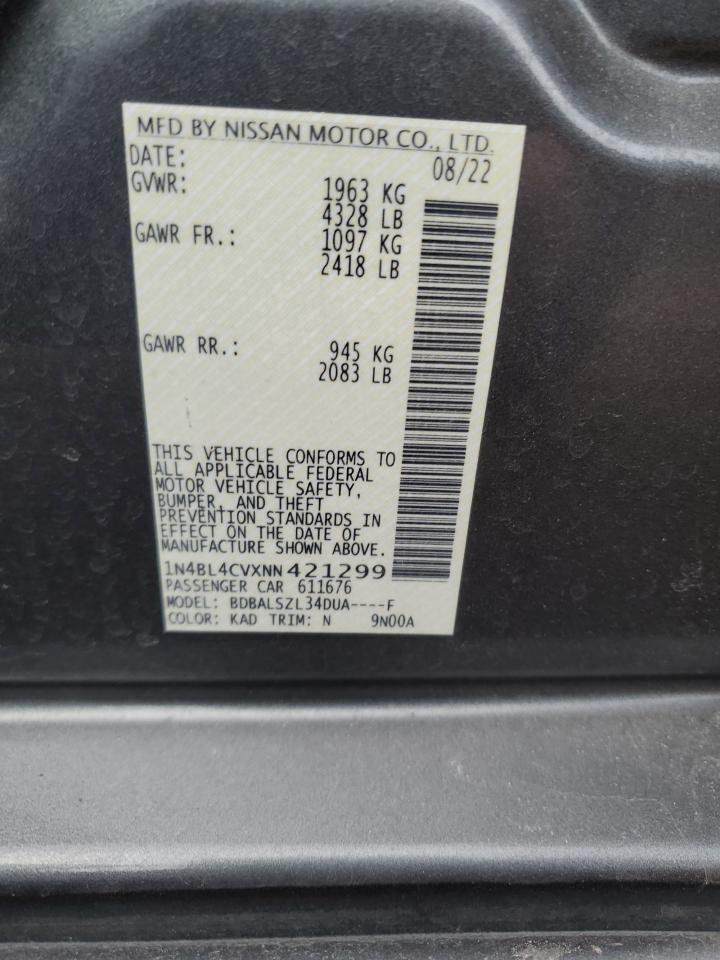 MFD BY NISSAN MOTOR CO., LTD.
DATE: 08/22
GVWR: 1963 KG
4328 LB
GAWR FR.: 1097 KG
2418 LB
GAWR RR.: 945 KG
2083 LB
THIS VEHICLE CONFORMS TO
ALL APPLICABLE FEDERAL
MOTOR VEHICLE SAFETY,
BUMPER, AND THEFT
PREVENTION STANDARDS IN
EFFECT ON THE DATE OF
MANUFACTURE SHOWN ABOVE.
1N4BL4CVXNN421299
PASSENGER CAR 611676
MODEL: BDBALSZL34DUA----F
COLOR: KAD TRIM: N 9N00A